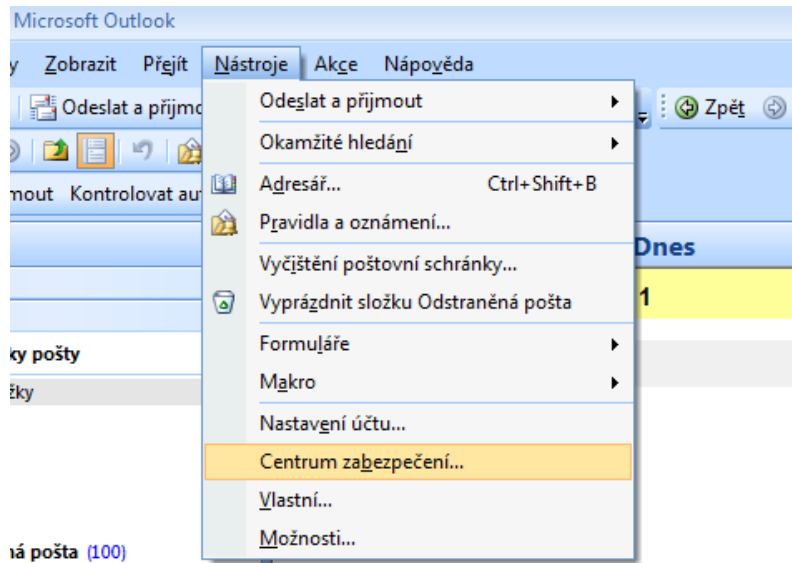 Microsoft Outlook
y Zobrazit Přejít Nástroje Akce Nápověda
Odeslat a přijmo Zpět
mout Kontrolovat au
Odeslat a přijmout
Okamžité hledání
Adresář... Ctrl+Shift+B
Pravidla a oznámení...
Vyčištění poštovní schránky...
Vyprázdnit složku Odstraněná pošta
Formuláře
Makro
Nastavení účtu...
Centrum zabezpečení...
Vlastní...
Možnosti...
Dnes
1
ky pošty
žky
ná pošta (100)